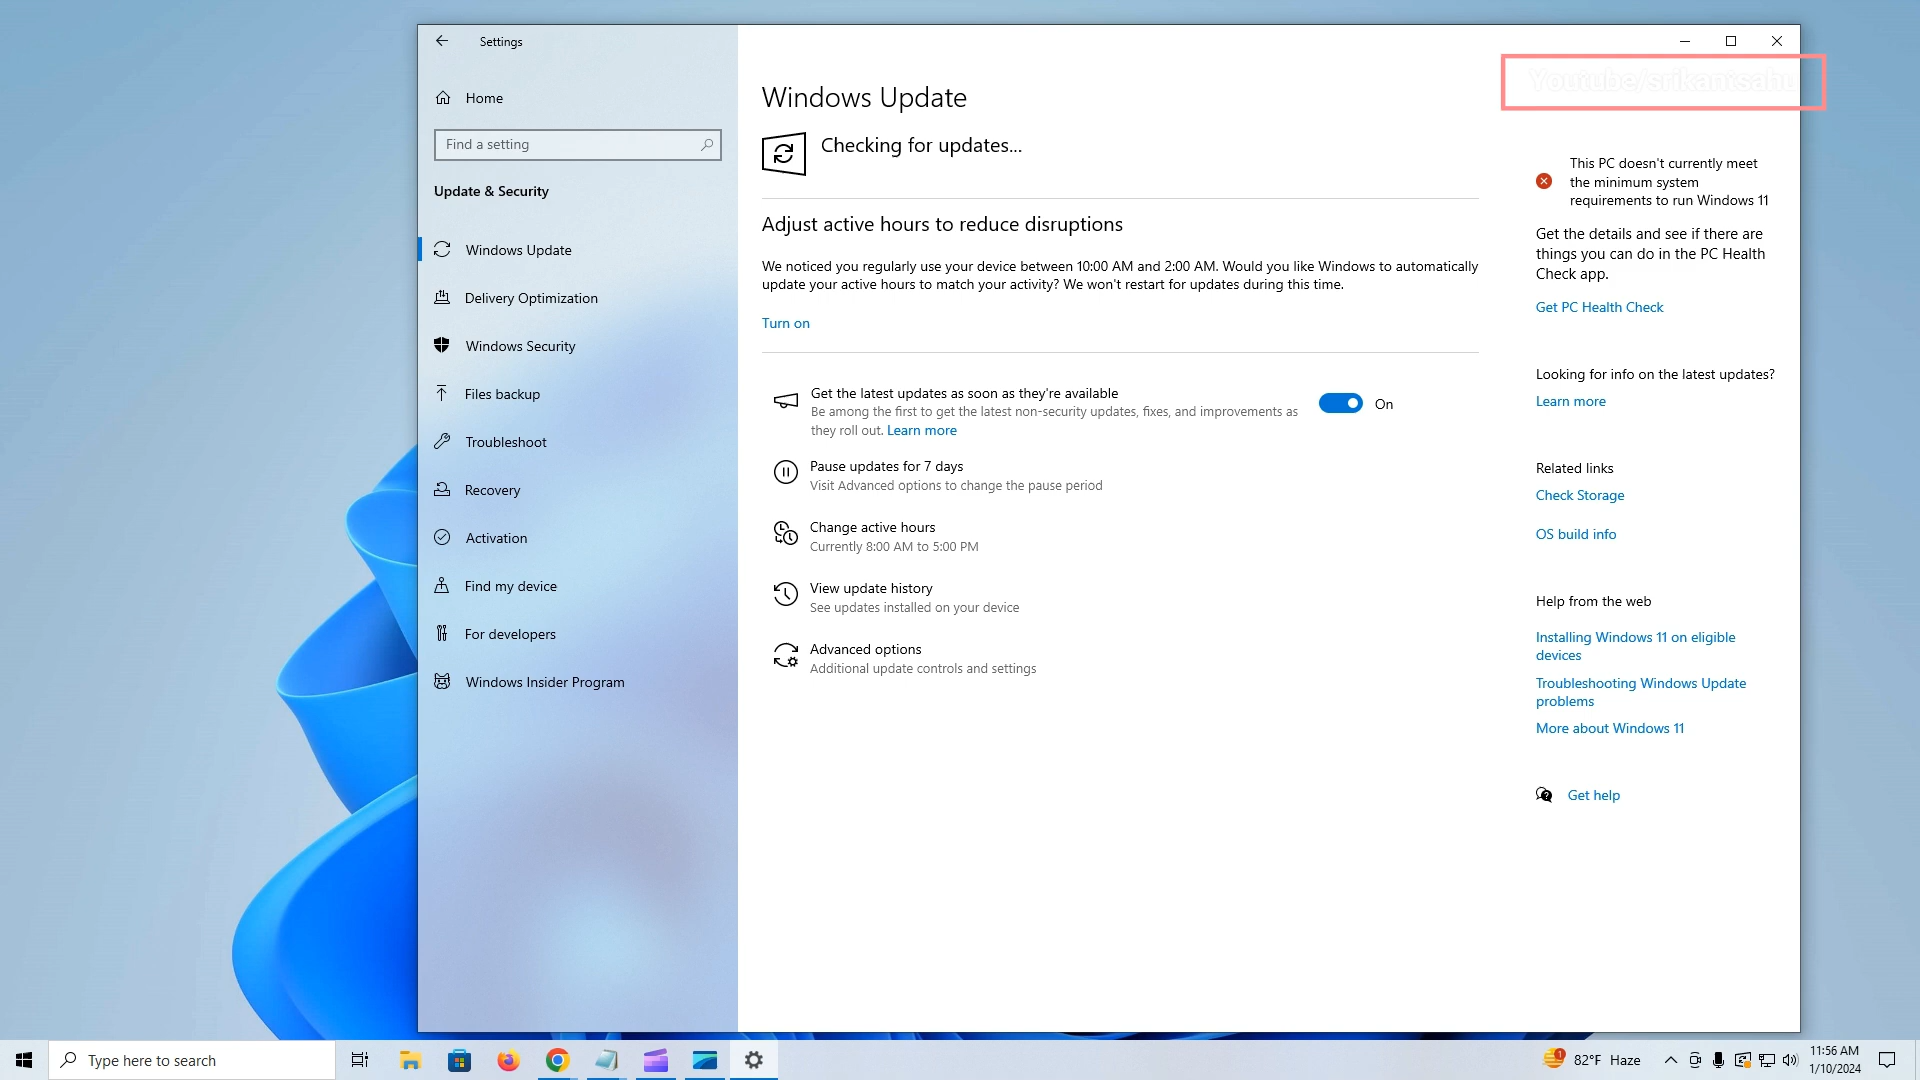 Settings
Youtube/srikantsahu
Home
Windows Update
Find a setting
Checking for updates...
Update & Security
Windows Update
Delivery Optimization
Windows Security
Files backup
Troubleshoot
Recovery
Activation
Find my device
For developers
Windows Insider Program
Adjust active hours to reduce disruptions
We noticed you regularly use your device between 10:00 AM and 2:00 AM. Would you like Windows to automatically
update your active hours to match your activity? We won't restart for updates during this time.
Turn on
Get the latest updates as soon as they're available
Be among the first to get the latest non-security updates, fixes, and improvements as
they roll out. Learn more
On
Pause updates for 7 days
Visit Advanced options to change the pause period
Change active hours
Currently 8:00 AM to 5:00 PM
View update history
See updates installed on your device
Advanced options
Additional update controls and settings
This PC doesn't currently meet
the minimum system
requirements to run Windows 11
Get the details and see if there are
things you can do in the PC Health
Check app.
Get PC Health Check
Looking for info on the latest updates?
Learn more
Related links
Check Storage
OS build info
Help from the web
Installing Windows 11 on eligible
devices
Troubleshooting Windows Update
problems
More about Windows 11
Get help
Type here to search
1
82°F Haze
11:56 AM
1/10/2024